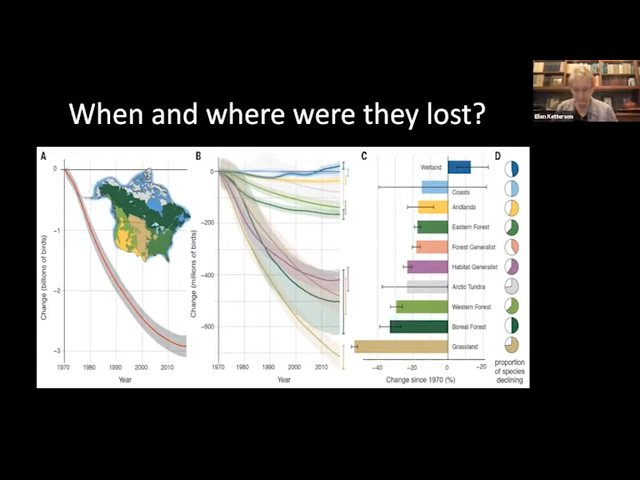 Ellen Ketterson
When and where were they lost?
A
B
C
D
0
-1
-2
-3
Change (billions of birds)
1970
1980
1990
2000
2010
Year
0
-200
-400
-600
Change (millions of birds)
1970
1980
1990
2000
2010
Year
Wetland
Coasts
Aridlands
Eastern Forest
Forest Generalist
Habitat Generalist
Arctic Tundra
Western Forest
Boreal Forest
Grassland
-40
-20
0
-20
Change since 1970 (%)
proportion
of species
declining